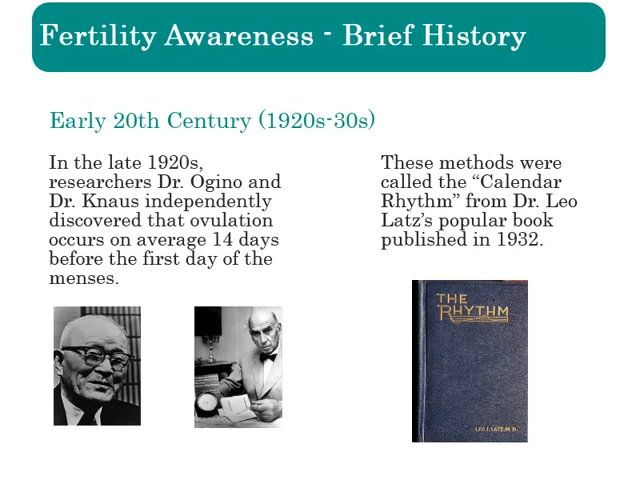 Fertility Awareness - Brief History
Early 20th Century (1920s-30s)
In the late 1920s,
researchers Dr. Ogino and
Dr. Knaus independently
discovered that ovulation
occurs on average 14 days
before the first day of the
menses.
These methods were
called the “Calendar
Rhythm” from Dr. Leo
Latz’s popular book
published in 1932.
THE
RHYTHM
LEO J. LATZ, M.D.